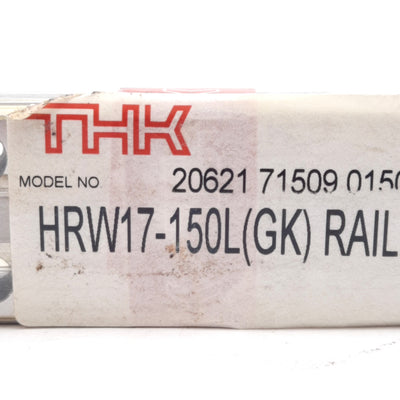 THK
MODEL NO 20621 71509 0150
HRW17-150L(GK) RAIL